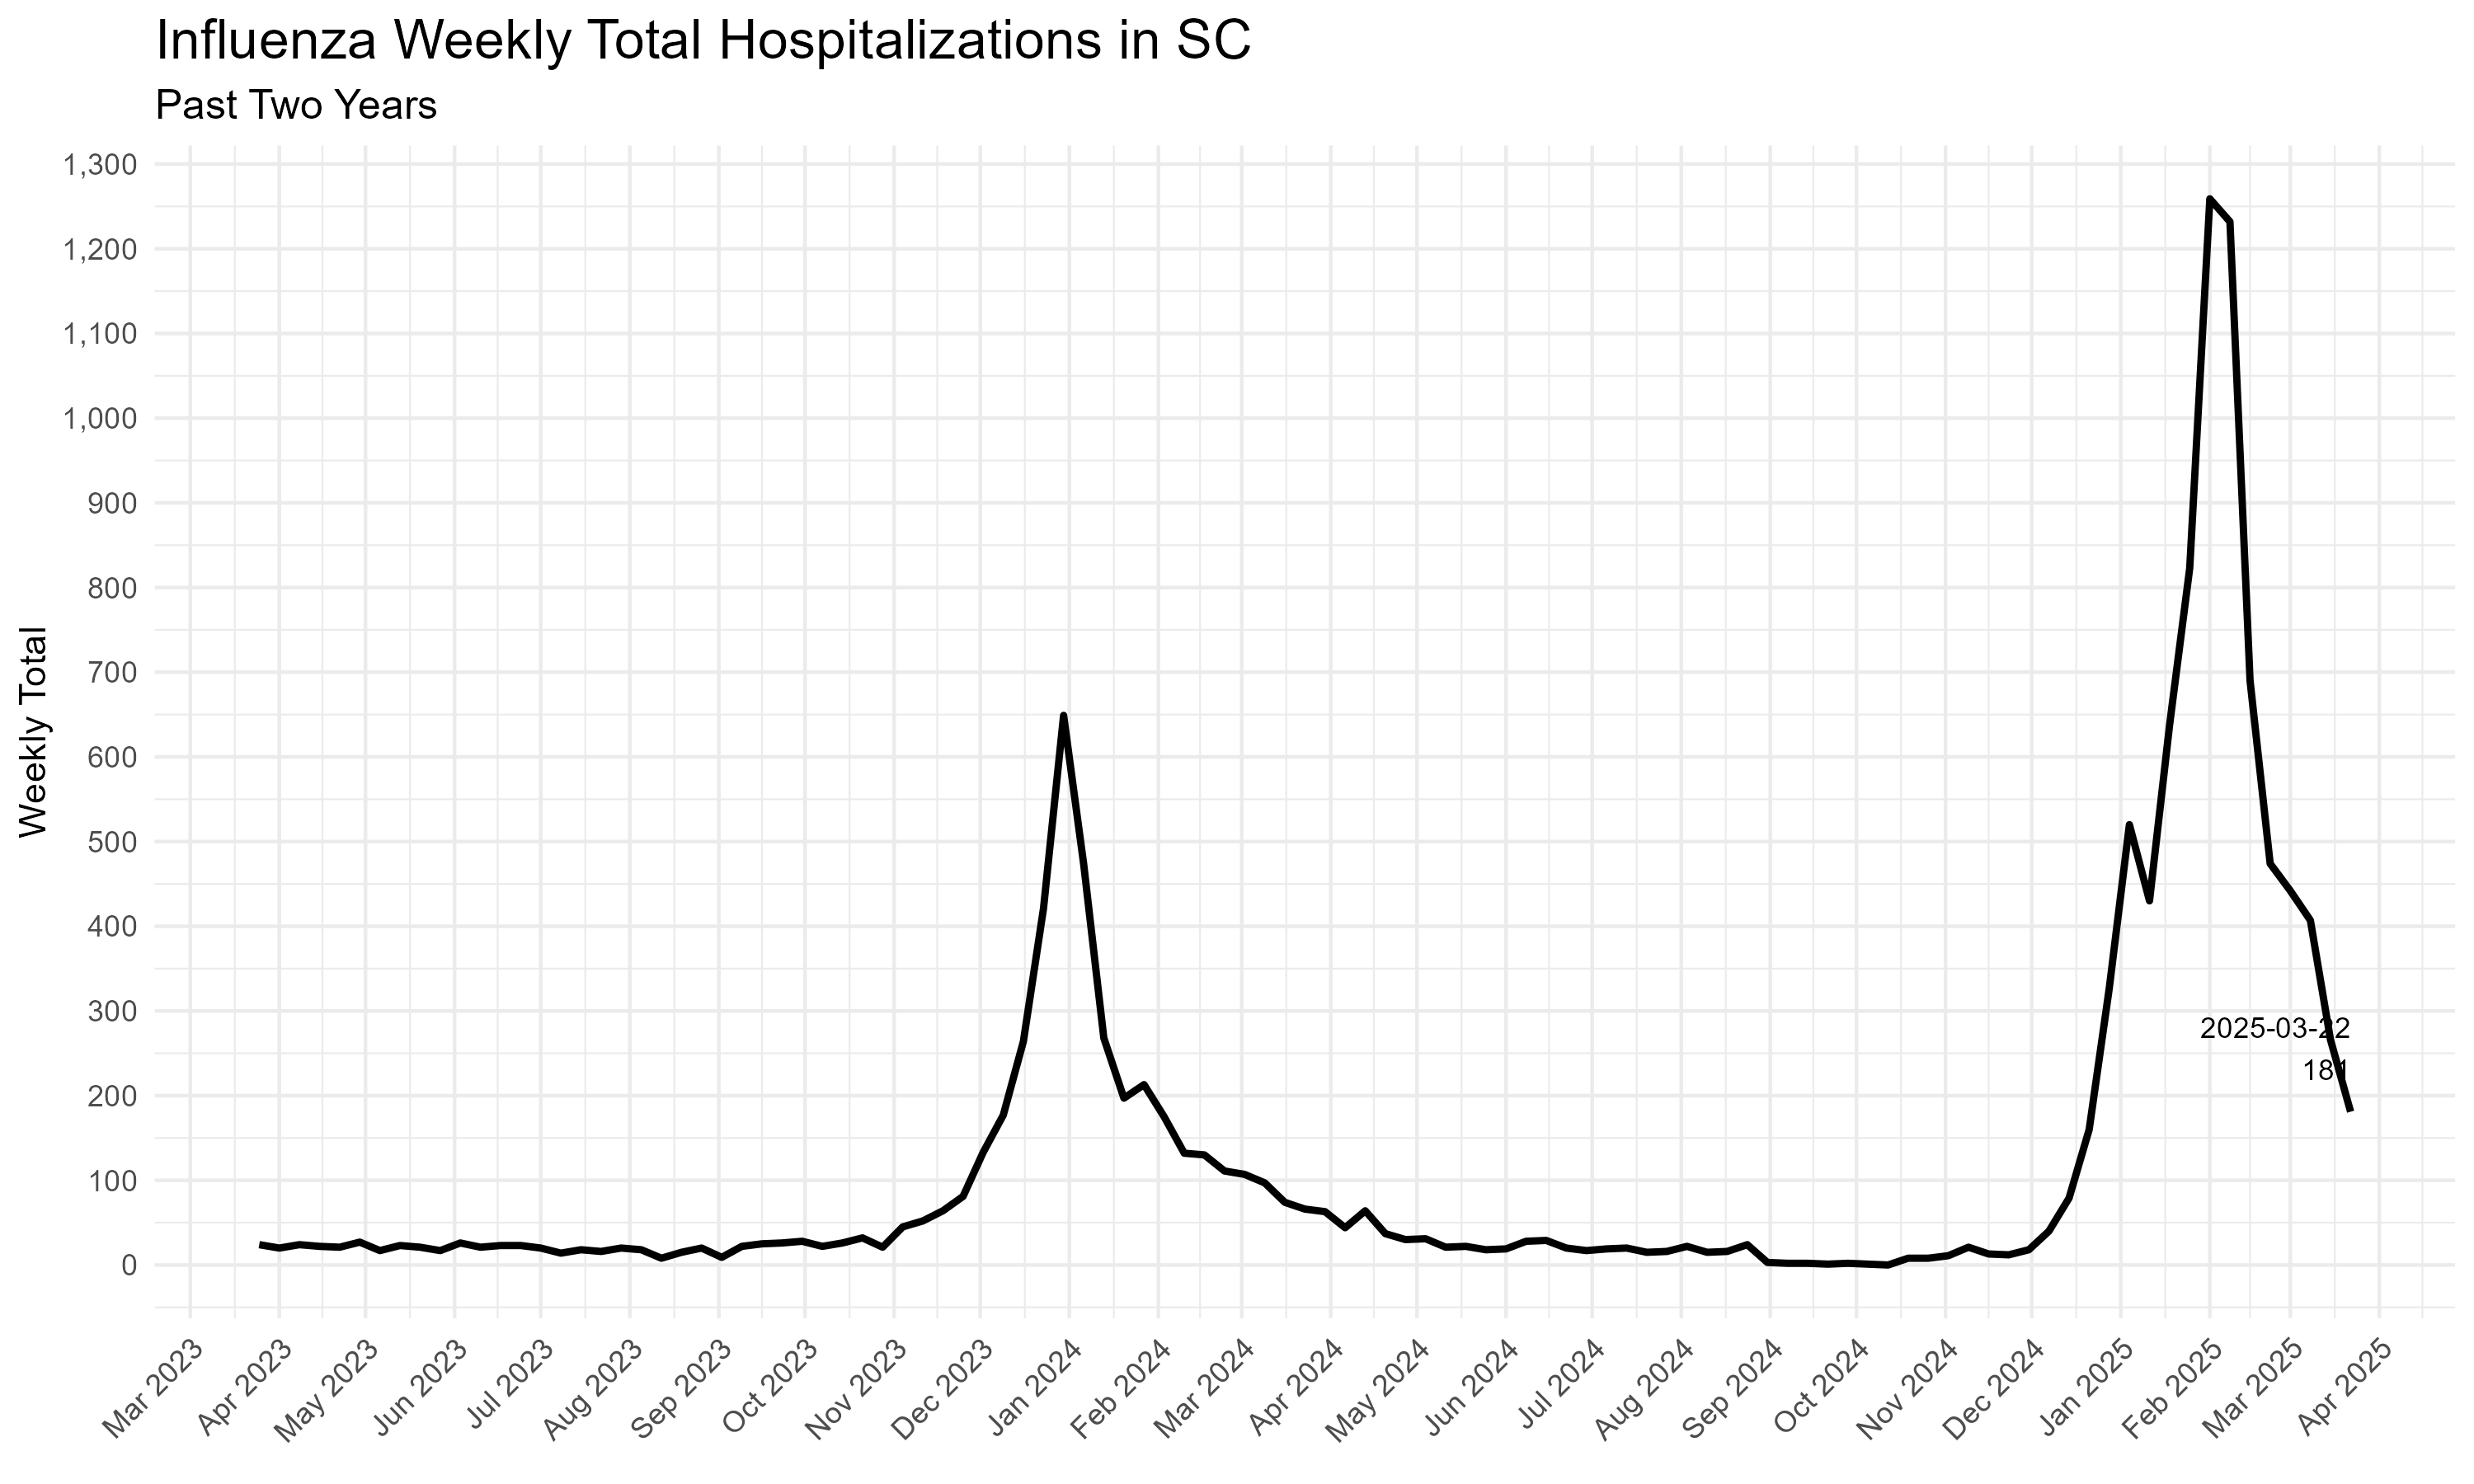 Influenza Weekly Total Hospitalizations in SC
Past Two Years
1,300
1,200
1,100
1,000
900
800
700
600
500
400
300
200
100
0
Weekly Total
2025-03-22
181
Mar 2023
Apr 2023
May 2023
Jun 2023
Jul 2023
Aug 2023
Sep 2023
Oct 2023
Nov 2023
Dec 2023
Jan 2024
Feb 2024
Mar 2024
Apr 2024
May 2024
Jun 2024
Jul 2024
Aug 2024
Sep 2024
Oct 2024
Nov 2024
Dec 2024
Jan 2025
Feb 2025
Mar 2025
Apr 2025